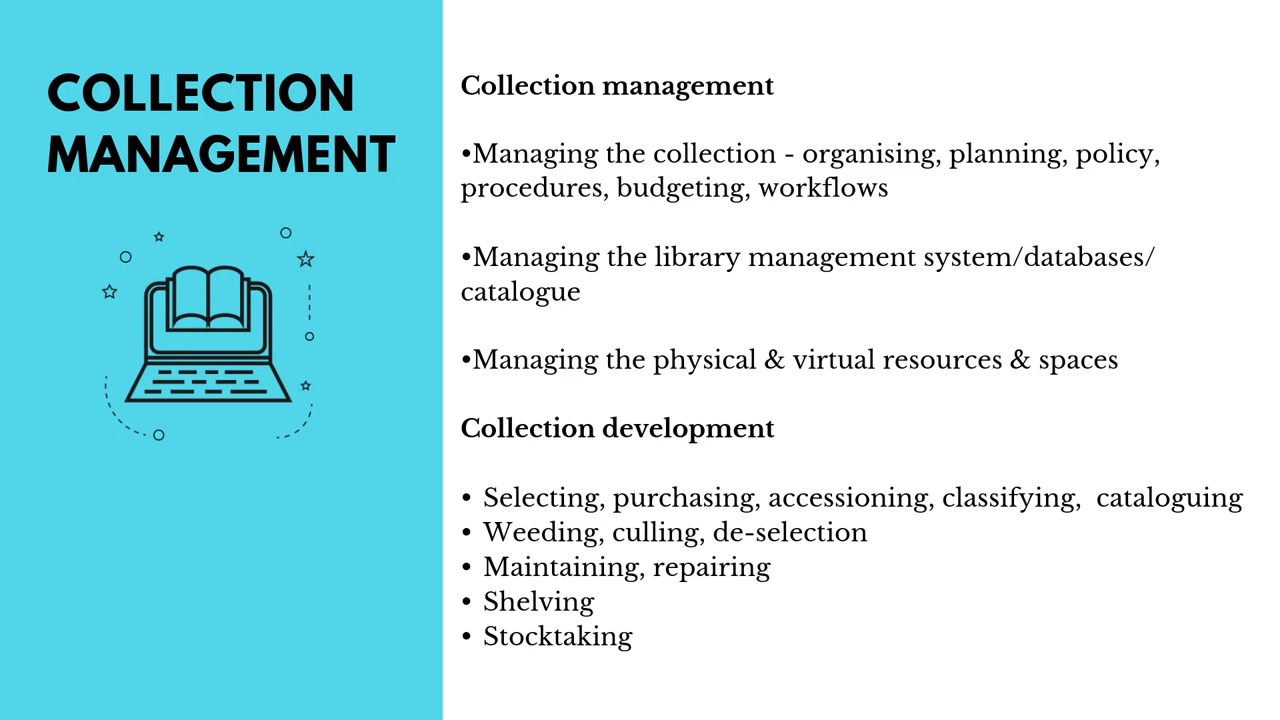 COLLECTION
MANAGEMENT
Collection management
•Managing the collection - organising, planning, policy,
procedures, budgeting, workflows
•Managing the library management system/databases/
catalogue
•Managing the physical & virtual resources & spaces
Collection development
• Selecting, purchasing, accessioning, classifying,  cataloguing
• Weeding, culling, de-selection
• Maintaining, repairing
• Shelving
• Stocktaking